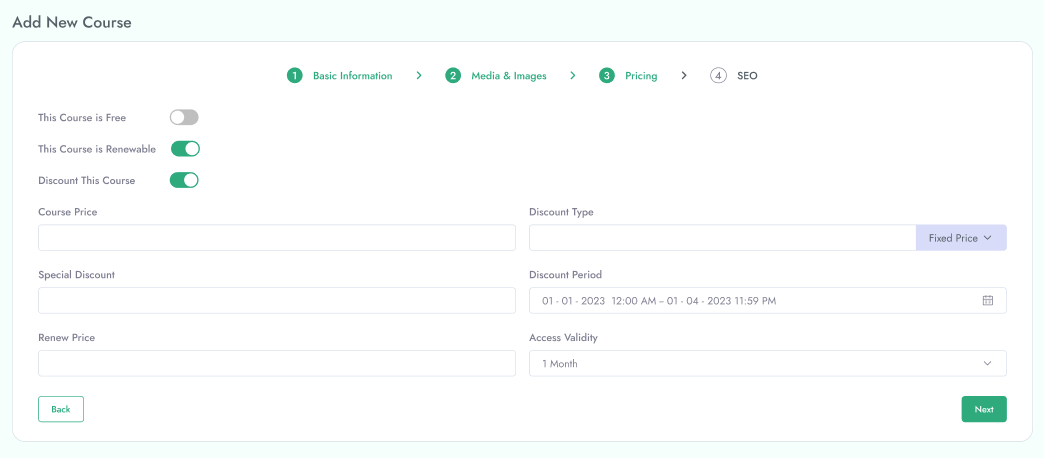 Add New Course
1 Basic Information > 2 Media & Images > 3 Pricing > 4 SEO
This Course is Free
This Course is Renewable
Discount This Course
Course Price
Discount Type
Fixed Price
Special Discount
Discount Period
01 - 01 - 2023 12:00 AM – 01 - 04 - 2023 11:59 PM
Renew Price
Access Validity
1 Month
Back
Next